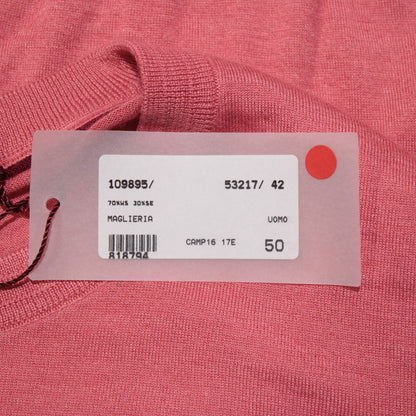 109895/ 53217/ 42
70%WS 30%SE
MAGLIERIA UOMO
CAMP16 17E 50
818794